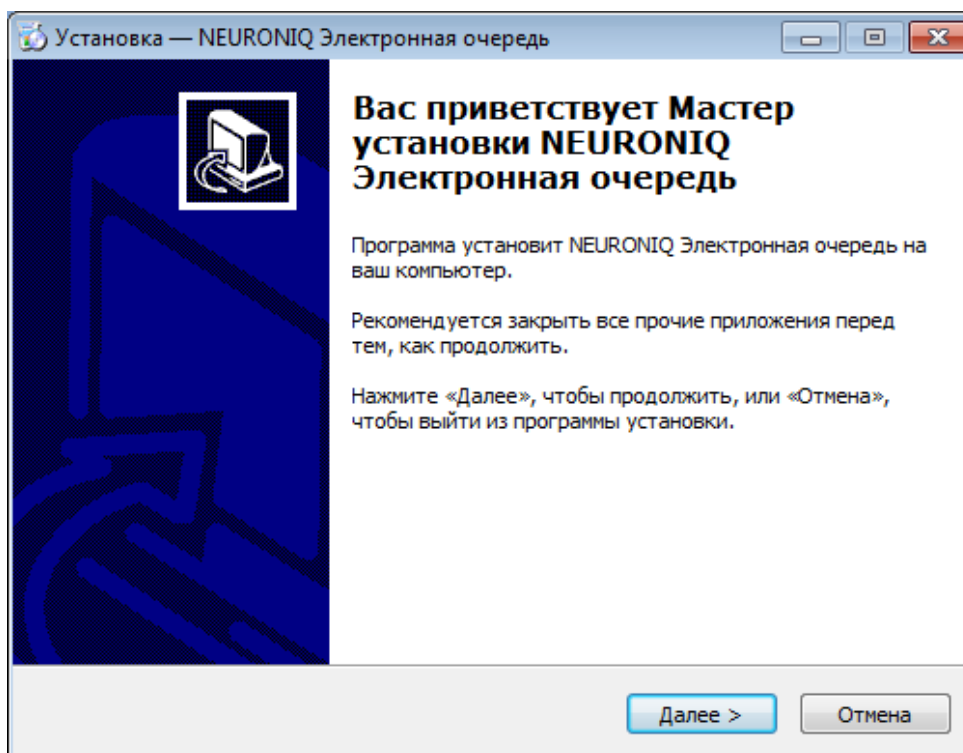 Установка — NEURONIQ Электронная очередь
Вас приветствует Мастер
установки NEURONIQ
Электронная очередь
Программа установит NEURONIQ Электронная очередь на
ваш компьютер.
Рекомендуется закрыть все прочие приложения перед
тем, как продолжить.
Нажмите «Далее», чтобы продолжить, или «Отмена»,
чтобы выйти из программы установки.
Далее >
Отмена